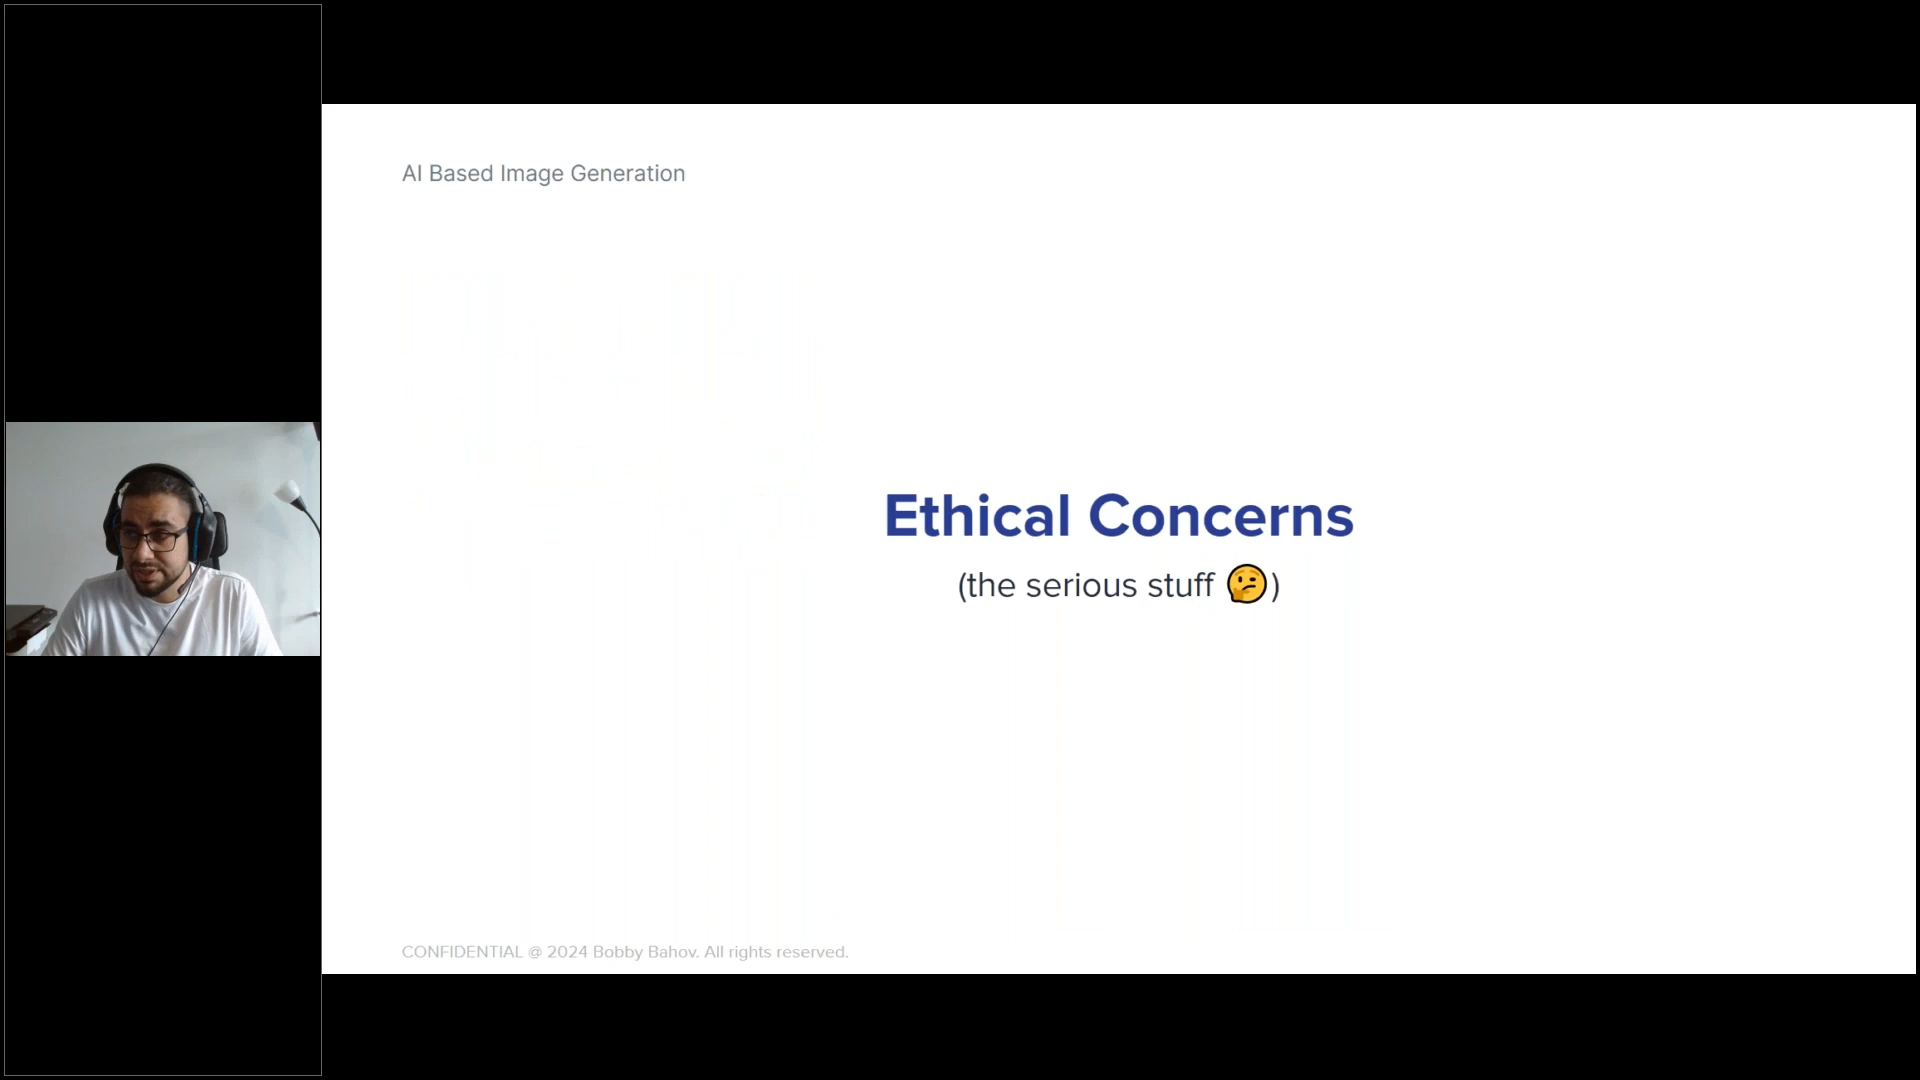 AI Based Image Generation
Ethical Concerns
(the serious stuff 🤔)
CONFIDENTIAL @ 2024 Bobby Bahov. All rights reserved.